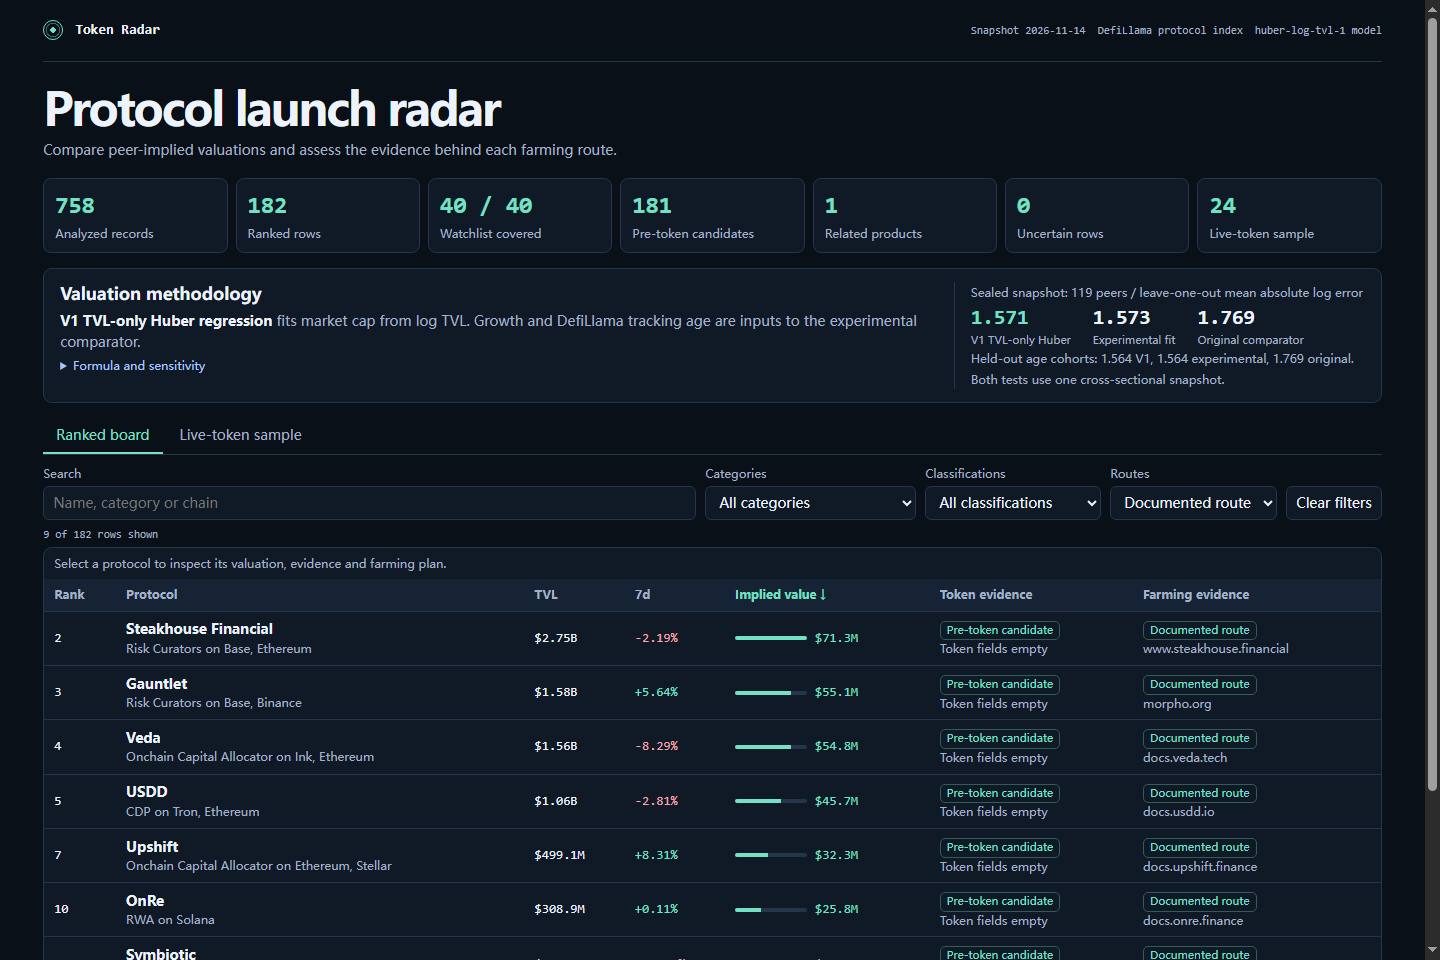 Token Radar
Snapshot 2026-11-14 DefiLlama protocol index huber-log-tvl-1 model
Protocol launch radar
Compare peer-implied valuations and assess the evidence behind each farming route.
758
Analyzed records
182
Ranked rows
40 / 40
Watchlist covered
181
Pre-token candidates
1
Related products
0
Uncertain rows
24
Live-token sample
Valuation methodology
V1 TVL-only Huber regression fits market cap from log TVL. Growth and DefiLlama tracking age are inputs to the experimental
comparator.
Formula and sensitivity
Sealed snapshot: 119 peers / leave-one-out mean absolute log error
1.571 1.573 1.769
V1 TVL-only Huber Experimental fit Original comparator
Held-out age cohorts: 1.564 V1, 1.564 experimental, 1.769 original.
Both tests use one cross-sectional snapshot.
Ranked board Live-token sample
Search Categories Classifications Routes
Name, category or chain All categories All classifications Documented route Clear filters
9 of 182 rows shown
Select a protocol to inspect its valuation, evidence and farming plan.
Rank Protocol TVL 7d Implied value ↓ Token evidence Farming evidence
2 Steakhouse Financial $2.75B -2.19% $71.3M Pre-token candidate Documented route
Risk Curators on Base, Ethereum Token fields empty www.steakhouse.financial
3 Gauntlet $1.58B +5.64% $55.1M Pre-token candidate Documented route
Risk Curators on Base, Binance Token fields empty morpho.org
4 Veda $1.56B -8.29% $54.8M Pre-token candidate Documented route
Onchain Capital Allocator on Ink, Ethereum Token fields empty docs.veda.tech
5 USDD $1.06B -2.81% $45.7M Pre-token candidate Documented route
CDP on Tron, Ethereum Token fields empty docs.usdd.io
7 Upshift $499.1M +8.31% $32.3M Pre-token candidate Documented route
Onchain Capital Allocator on Ethereum, Stellar Token fields empty docs.upshift.finance
10 OnRe $308.9M +0.11% $25.8M Pre-token candidate Documented route
RWA on Solana Token fields empty docs.onre.finance
Symbiotic Pre-token candidate Documented route